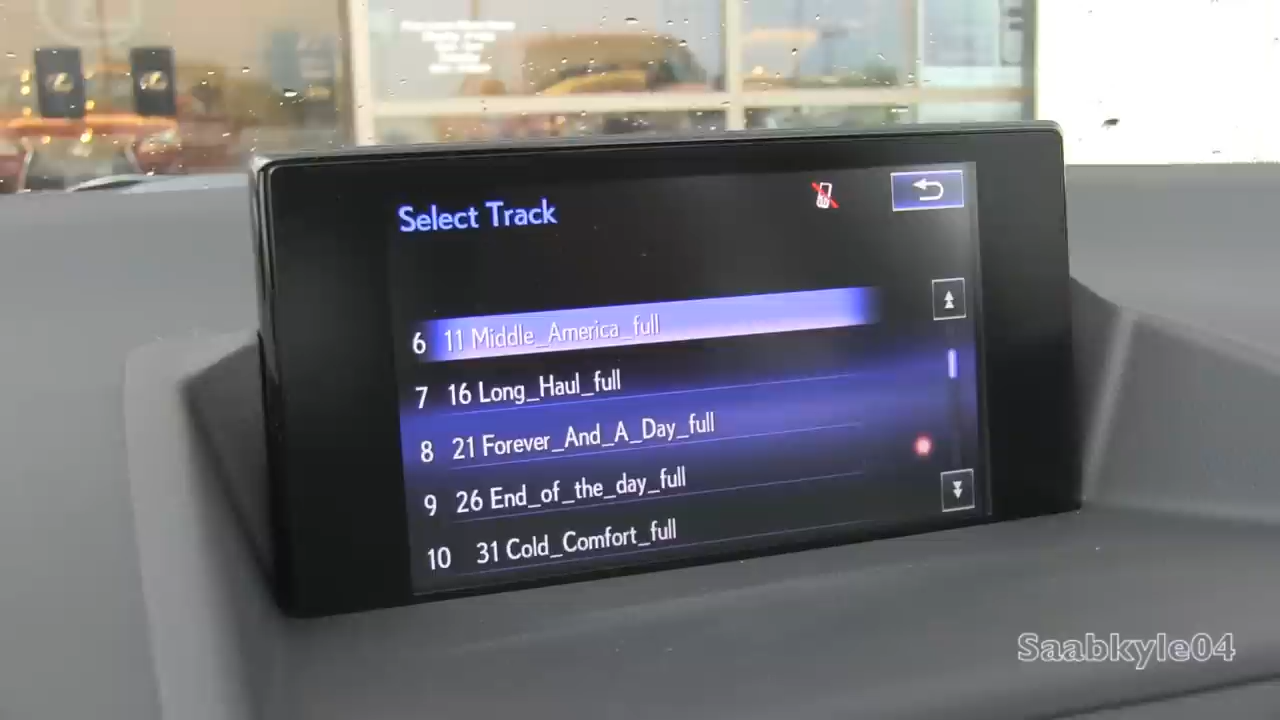 Select Track
6 11 Middle_America_full
7 16 Long_Haul_full
8 21 Forever_And_A_Day_full
9 26 End_of_the_day_full
10 31 Cold_Comfort_full
Saabkyle04